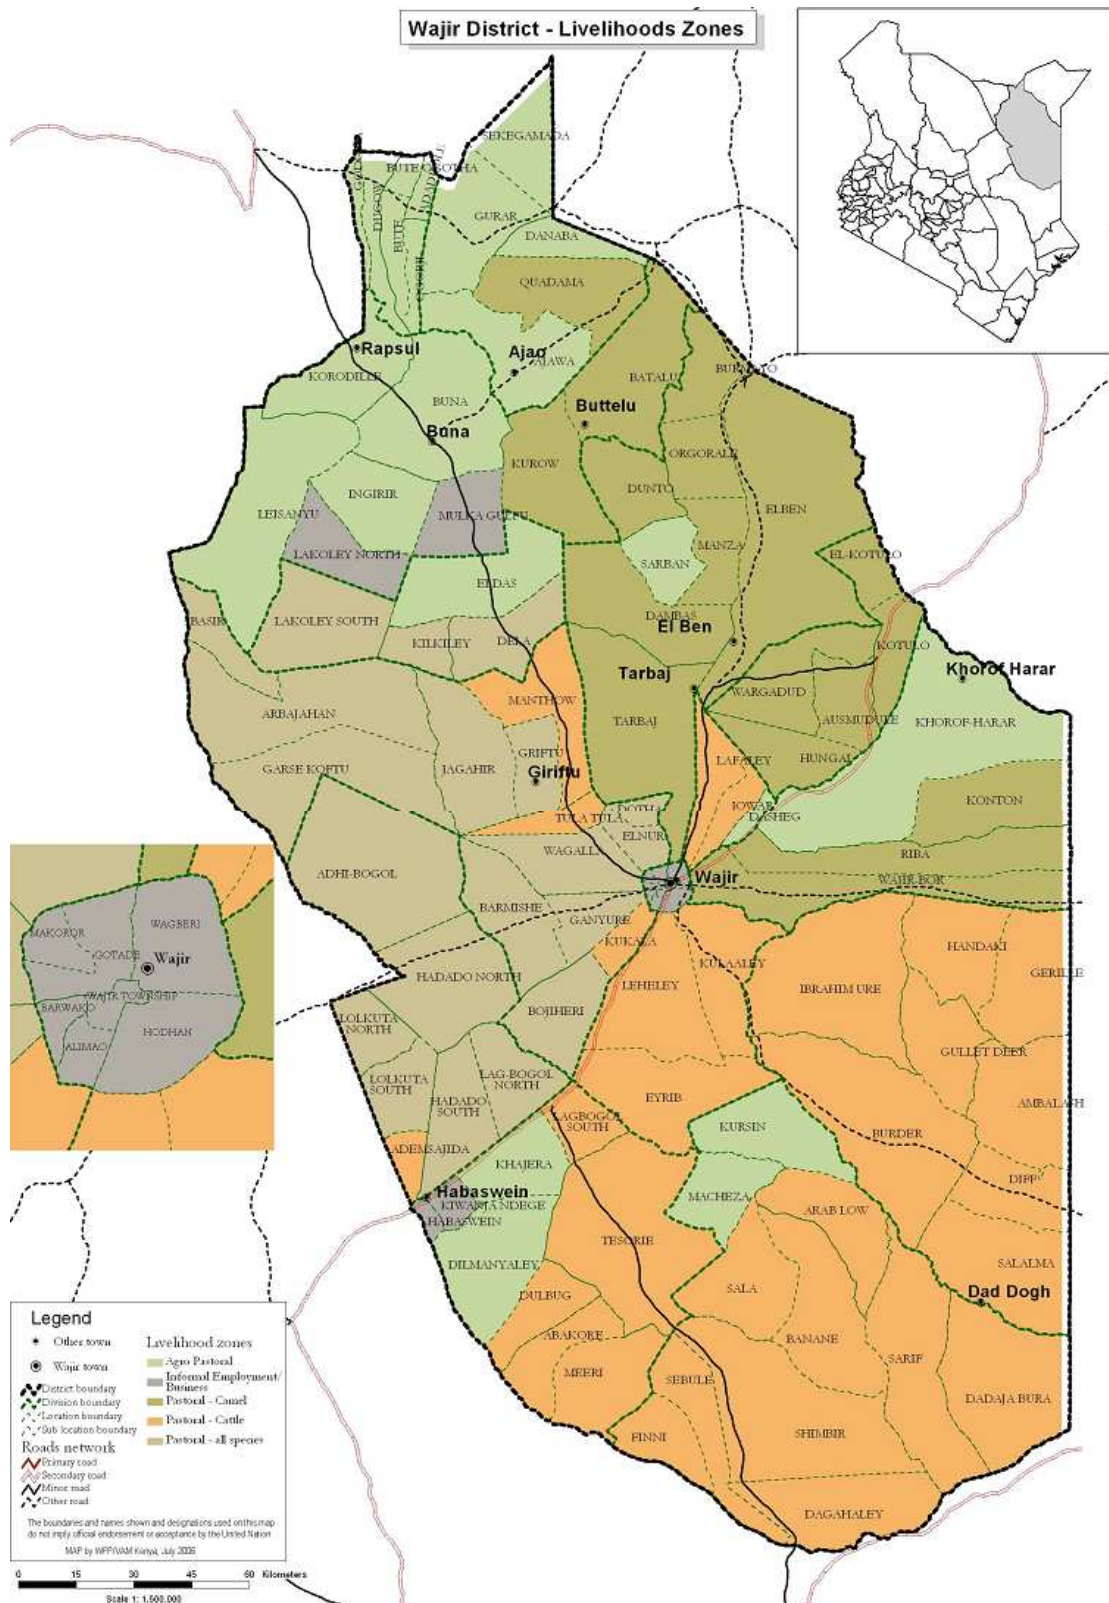 Wajir District - Livelihoods Zones
SEKEGAMADA
GURAR
DANABA
DUGOW
BUTE
QUADAMA
Rapsul
Ajao
AJAWA
KORODILLE
BATALU
BUNA
Buttelu
Buna
ORGORALE
KUROW
INGIRIR
DUNTO
ELBEN
LEISANYU
MULKA GUFFU
LAKOLEY NORTH
MANZA
EL-KOTULO
SARBAN
ELDAS
BASIR
LAKOLEY SOUTH
DAMBAS
El Ben
KILKILEY
DELA
KOTULO
Khorof Harar
Tarbaj
WARGADUD
MANTHOW
ARBAJAHAN
TARBAJ
AUSMUDULE
KHOROF-HARAR
GRIFTU
LAFALEY
HUNGAI
GARSE KOFTU
JAGAHIR
Giriftu
KONTON
DASHEG
TULA TULA
ELNUR
WAGALLA
RIBA
ADHI-BOGOL
Wajir
WAJIR-BOR
BARMISHE
GANYURE
KUKALA
KULAALEY
HANDAKI
HADADO NORTH
LEHELEY
IBRAHIM URE
GERILLE
BOJIHERI
LOLKUTA
NORTH
GULLET DEER
LOLKUTA
SOUTH
LAG-BOGOL
NORTH
HADADO
SOUTH
EYRIB
LAGBOGOL
SOUTH
AMBALASH
KURSIN
BURDER
ADEMSAJIDA
KHAJERA
DIFF
Habaswein
KIWANJA NDEGE
HABASWEIN
MACHEZA
ARAB LOW
TESORIE
SALALMA
DILMANYALEY
SALA
Dad Dogh
DULBUG
ABAKORE
BANANE
SARIF
MEERI
SEBULE
DADAJA BURA
FINNI
SHIMBIR
DAGAHALEY
MAKOROR
WAGBERI
GOTADE
Wajir
WAJIR TOWNSHIP
BARWAKO
HODHAN
ALIMAO
Legend
Other town
Wajir town
District boundary
Division boundary
Location boundary
Sub location boundary
Roads network
Primary road
Secondary road
Minor road
Other road
Livelihood zones
Agro Pastoral
Informal Employment/
Business
Pastoral - Camel
Pastoral - Cattle
Pastoral - all species
The boundaries and names shown and designations used on this map
do not imply official endorsement or acceptance by the United Nation
MAP by WFP/VAM Kenya, July 2006
0 15 30 45 60 Kilometers
Scale 1: 1,500,000